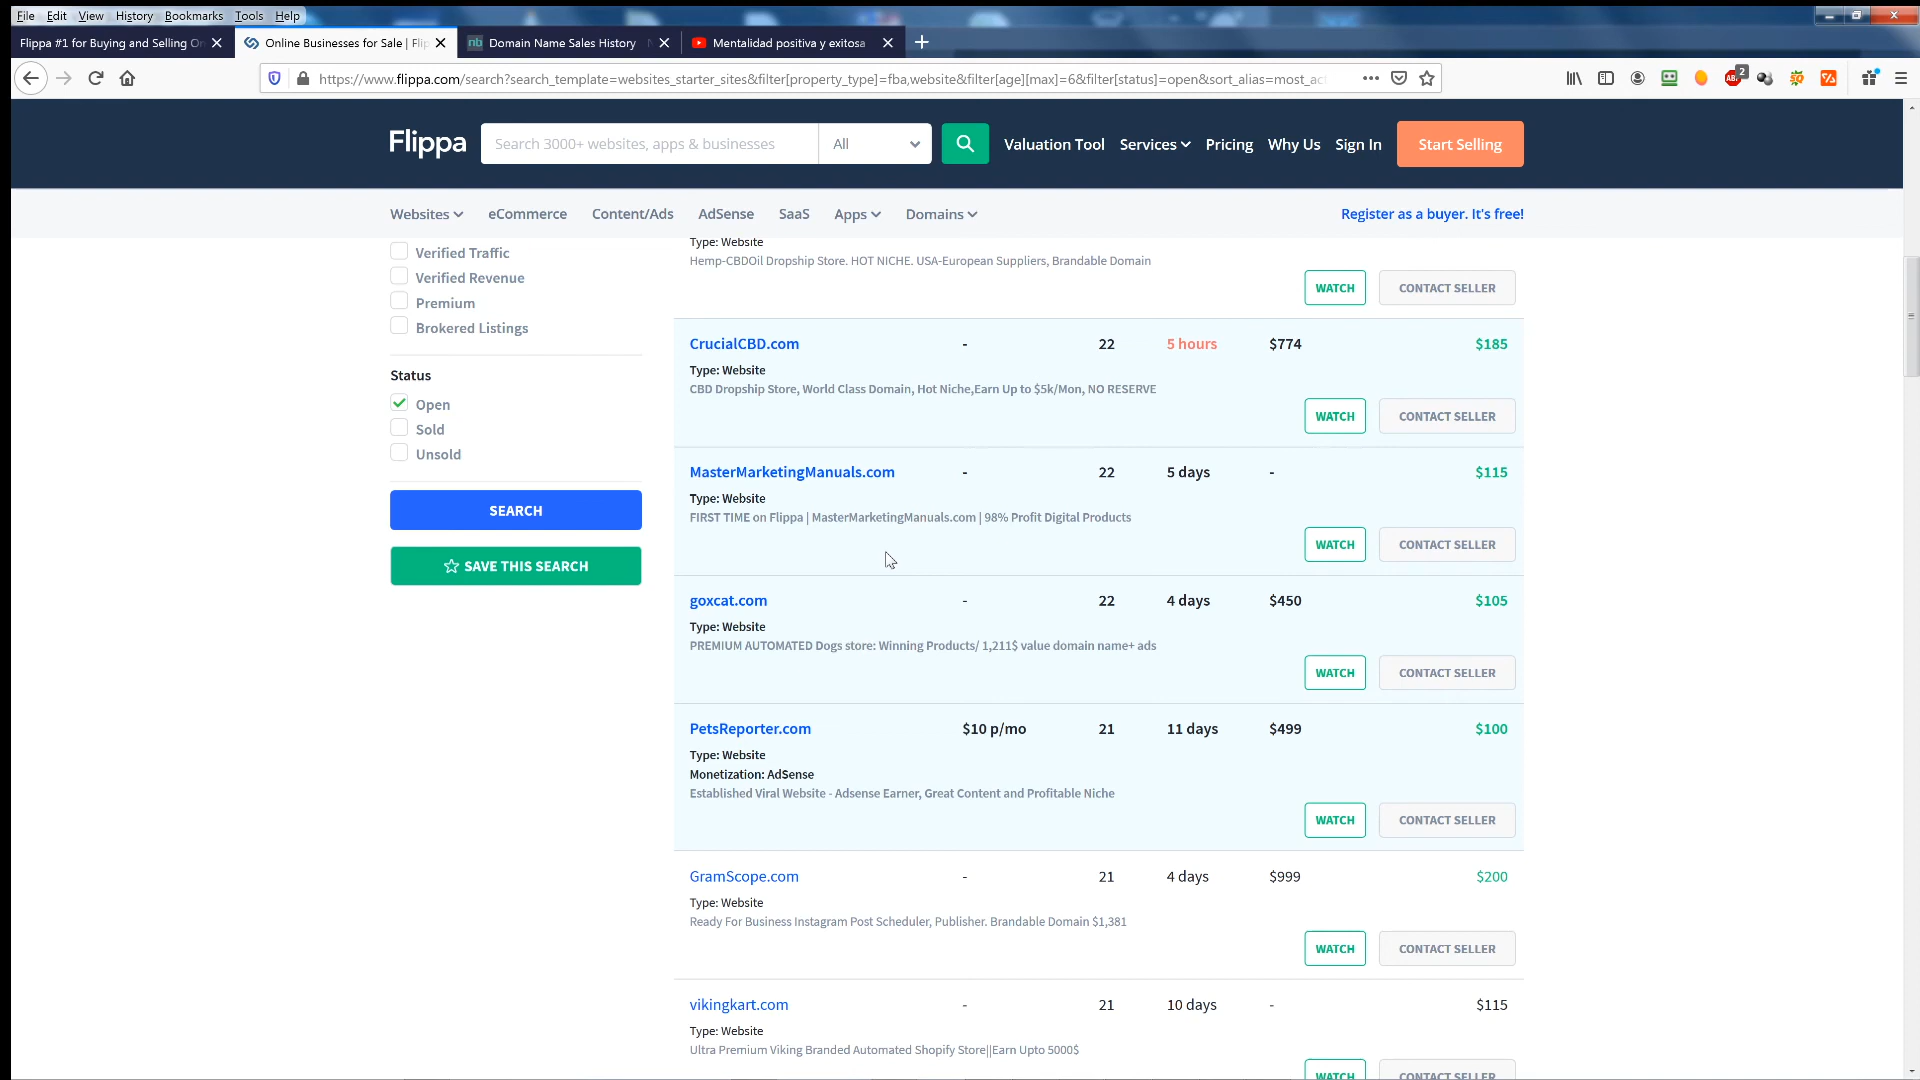 File Edit View History Bookmarks Tools Help
Flippa #1 for Buying and Selling On
Online Businesses for Sale | Flip
nb Domain Name Sales History
Mentalidad positiva y exitosa
https://www.flippa.com/search?search_template=websites_starter_sites&filter[property_type]=fba,website&filter[age][max]=6&filter[status]=open&sort_alias=most_ac
ABP 2
Flippa
Search 3000+ websites, apps & businesses
All
Valuation Tool Services Pricing Why Us Sign In Start Selling
Websites eCommerce Content/Ads AdSense SaaS Apps Domains Register as a buyer. It's free!
Verified Traffic
Verified Revenue
Premium
Brokered Listings
Status
Open
Sold
Unsold
SEARCH
SAVE THIS SEARCH
Type: Website
Hemp-CBDOil Dropship Store. HOT NICHE. USA-European Suppliers, Brandable Domain
WATCH CONTACT SELLER
CrucialCBD.com - 22 5 hours $774 $185
Type: Website
CBD Dropship Store, World Class Domain, Hot Niche,Earn Up to $5k/Mon, NO RESERVE
WATCH CONTACT SELLER
MasterMarketingManuals.com - 22 5 days - $115
Type: Website
FIRST TIME on Flippa | MasterMarketingManuals.com | 98% Profit Digital Products
WATCH CONTACT SELLER
goxcat.com - 22 4 days $450 $105
Type: Website
PREMIUM AUTOMATED Dogs store: Winning Products/ 1,211$ value domain name+ ads
WATCH CONTACT SELLER
PetsReporter.com $10 p/mo 21 11 days $499 $100
Type: Website
Monetization: AdSense
Established Viral Website - Adsense Earner, Great Content and Profitable Niche
WATCH CONTACT SELLER
GramScope.com - 21 4 days $999 $200
Type: Website
Ready For Business Instagram Post Scheduler, Publisher. Brandable Domain $1,381
WATCH CONTACT SELLER
vikingkart.com - 21 10 days - $115
Type: Website
Ultra Premium Viking Branded Automated Shopify Store||Earn Upto 5000$
WATCH CONTACT SELLER